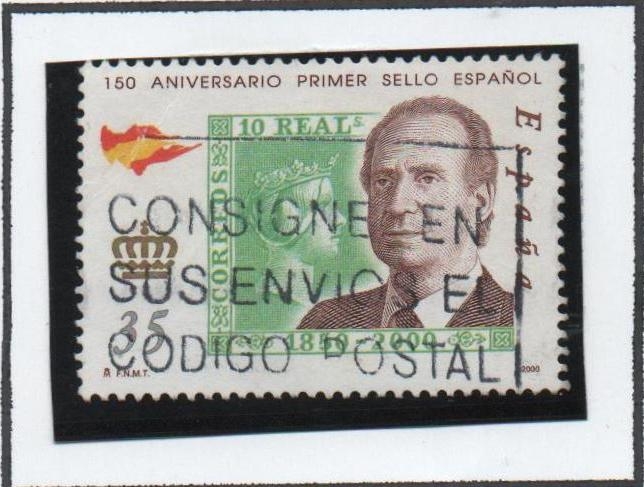 150 ANIVERSARIO PRIMER SELLO ESPAÑOL
10 REALS.
CORREOS
España
CONSIGNE EN
SUS ENVIOS EL
35
1850-2000
CODIGO POSTAL
F.N.M.T.
2000